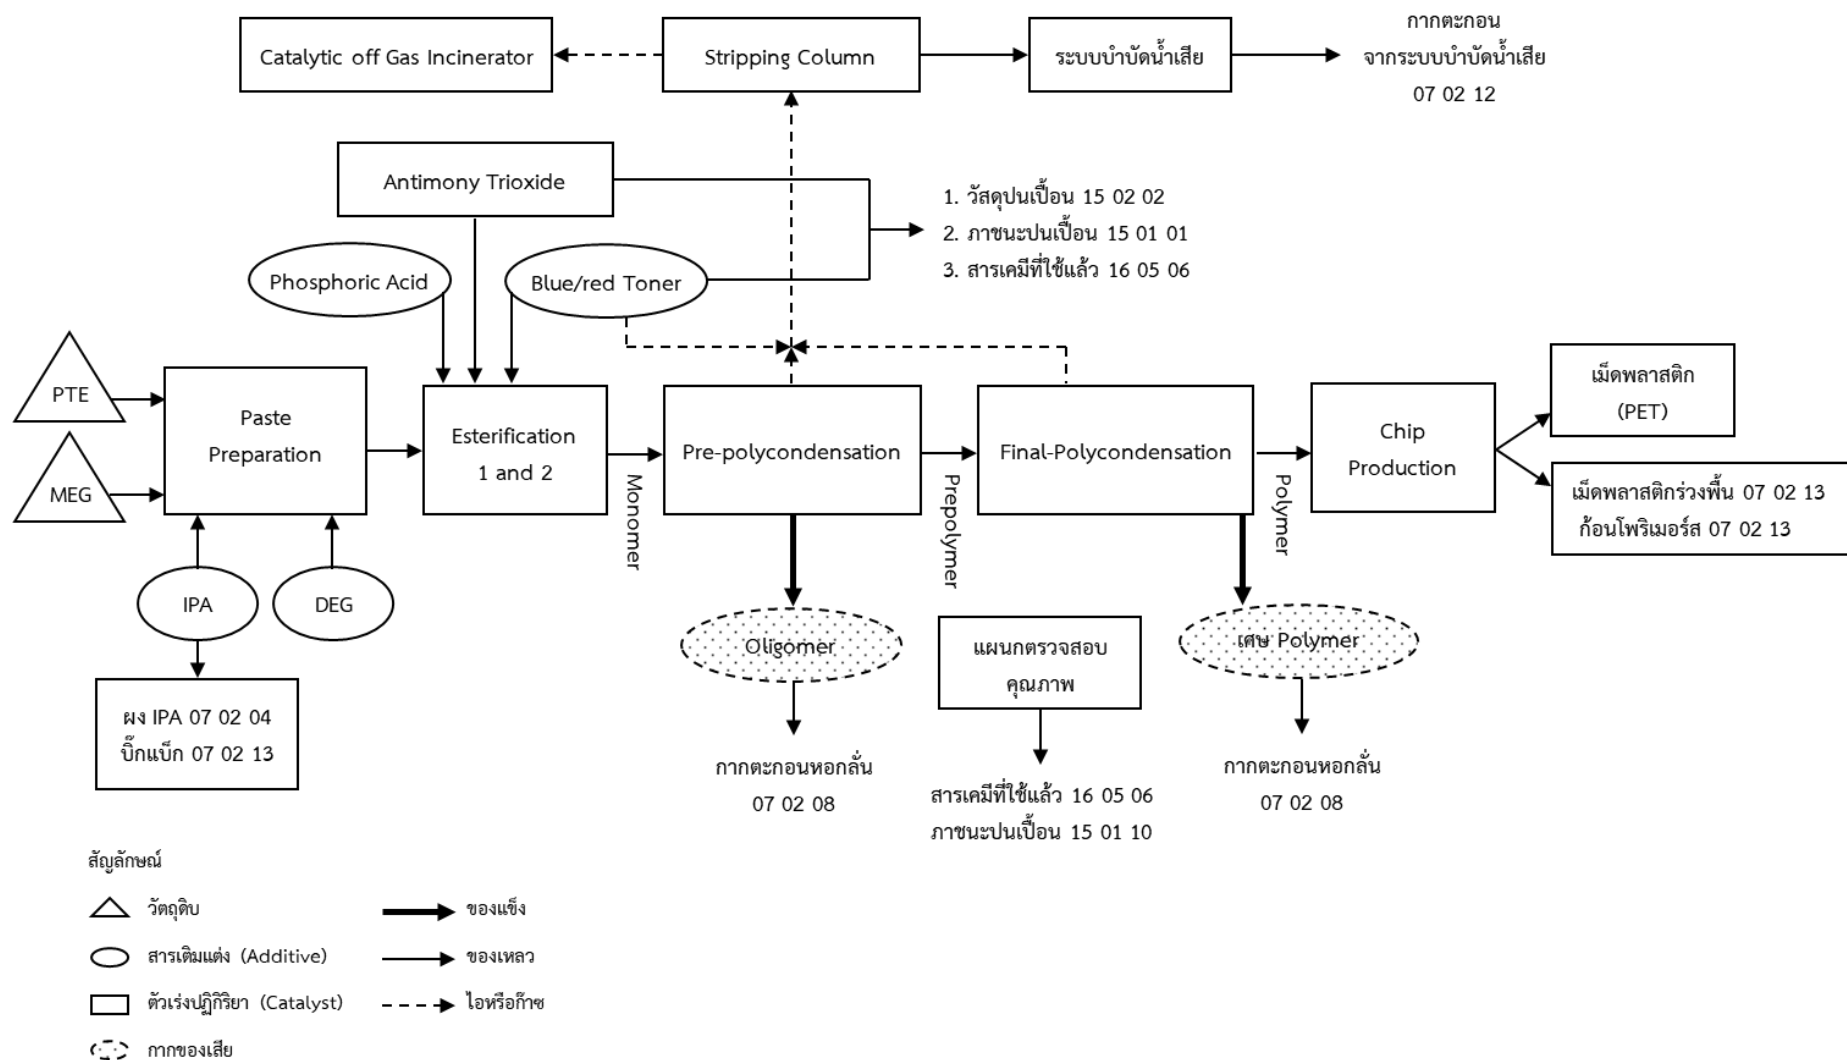 กากตะกอน
Catalytic off Gas Incinerator
Stripping Column
ระบบบำบัดน้ำเสีย
จากระบบบำบัดน้ำเสีย
07 02 12
Antimony Trioxide
1. วัสดุปนเปื้อน 15 02 02
2. ภาชนะปนเปื้อน 15 01 01
3. สารเคมีที่ใช้แล้ว 16 05 06
Phosphoric Acid
Blue/red Toner
PTE
MEG
Paste
Preparation
Esterification
1 and 2
Monomer
Pre-polycondensation
Prepolymer
Final-Polycondensation
Polymer
Chip
Production
เม็ดพลาสติก
(PET)
เม็ดพลาสติกร่วงพื้น 07 02 13
ก้อนโพริเมอร์ส 07 02 13
IPA
DEG
ผง IPA 07 02 04
บิ๊กแบ็ก 07 02 13
Oligomer
กากตะกอนหอกลั่น
07 02 08
แผนกตรวจสอบ
คุณภาพ
สารเคมีที่ใช้แล้ว 16 05 06
ภาชนะปนเปื้อน 15 01 10
เศษ Polymer
กากตะกอนหอกลั่น
07 02 08
สัญลักษณ์
วัตถุดิบ
ของแข็ง
สารเติมแต่ง (Additive)
ของเหลว
ตัวเร่งปฏิกิริยา (Catalyst)
ไอหรือก๊าซ
กากของเสีย